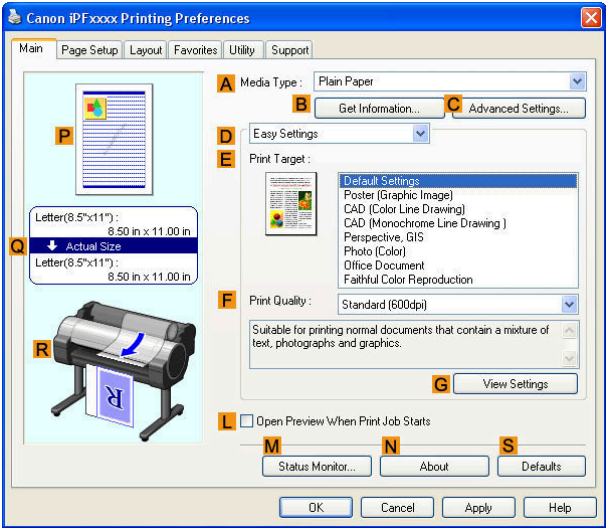 Canon iPFxxxx Printing Preferences
Main Page Setup Layout Favorites Utility Support
A Media Type : Plain Paper
B Get Information... C Advanced Settings...
D Easy Settings
E Print Target :
Default Settings
Poster (Graphic Image)
CAD (Color Line Drawing)
CAD (Monochrome Line Drawing )
Perspective, GIS
Photo (Color)
Office Document
Faithful Color Reproduction
P
Letter(8.5"x11") :
8.50 in x 11.00 in
Q Actual Size
Letter(8.5"x11") :
8.50 in x 11.00 in
R
R
F Print Quality : Standard (600dpi)
Suitable for printing normal documents that contain a mixture of
text, photographs and graphics.
G View Settings
L Open Preview When Print Job Starts
M Status Monitor... N About S Defaults
OK Cancel Apply Help